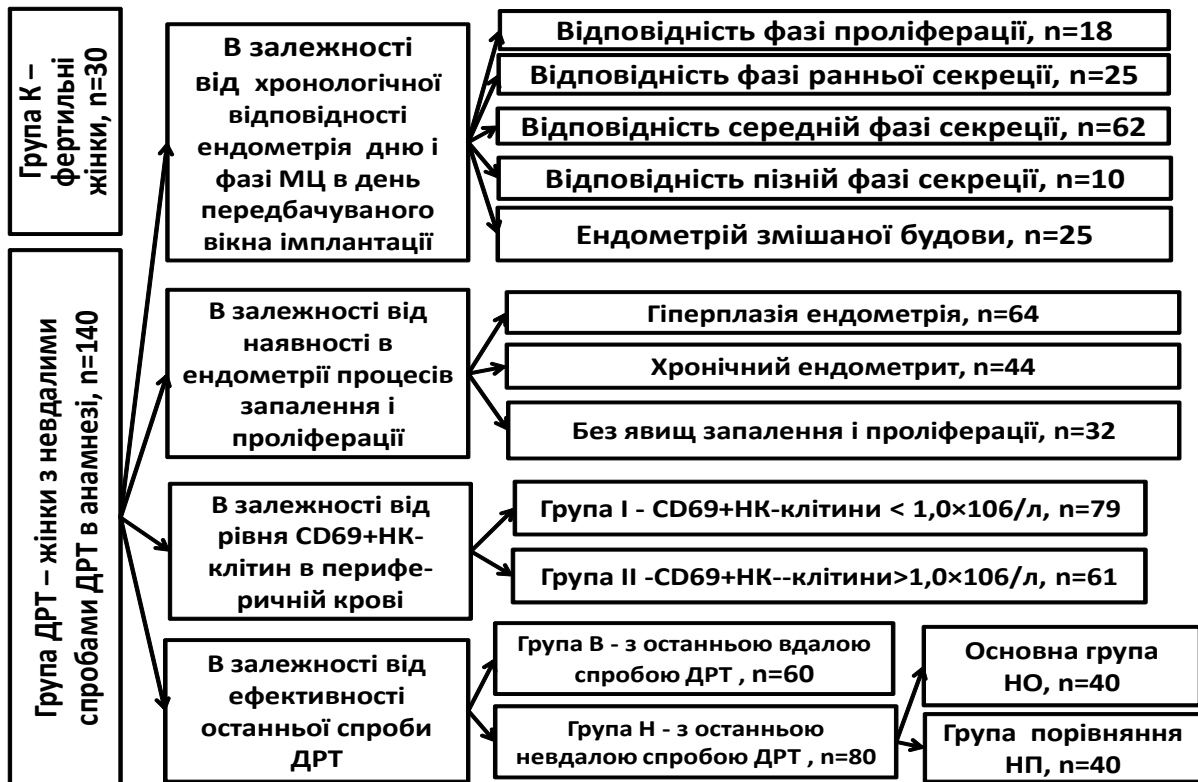 Група К –
фертильні
жінки, n=30
Група ДРТ – жінки з невдалими
спробами ДРТ в анамнезі, n=140
В залежності
від хронологічної
відповідності
ендометрія дню і
фазі МЦ в день
передбачуваного
вікна імплантації
Відповідність фазі проліферації, n=18
Відповідність фазі ранньої секреції, n=25
Відповідність середній фазі секреції, n=62
Відповідність пізній фазі секреції, n=10
Ендометрій змішаної будови, n=25
В залежності від
наявності в
ендометрії процесів
запалення і
проліферації
Гіперплазія ендометрія, n=64
Хронічний ендометрит, n=44
Без явищ запалення і проліферації, n=32
В залежності від
рівня CD69+НК-
клітин в перифе-
ричній крові
Група І - CD69+НК-клітини < 1,0×106/л, n=79
Група ІІ -CD69+НК--клітини>1,0×106/л, n=61
В залежності від
ефективності
останньої спроби
ДРТ
Група В - з останньою вдалою
спробою ДРТ , n=60
Група Н - з останньою
невдалою спробою ДРТ , n=80
Основна група
НО, n=40
Група порівняння
НП, n=40